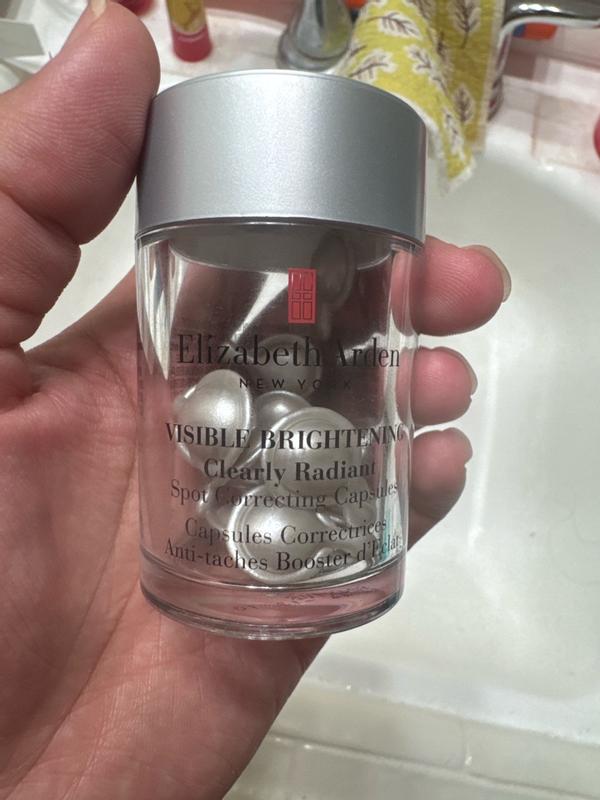 Elizabeth Arden
NEW YORK
VISIBLE BRIGHTENING
Clearly Radiant
Spot Correcting Capsules
Capsules Correctrices
Anti-taches Booster d'Éclat